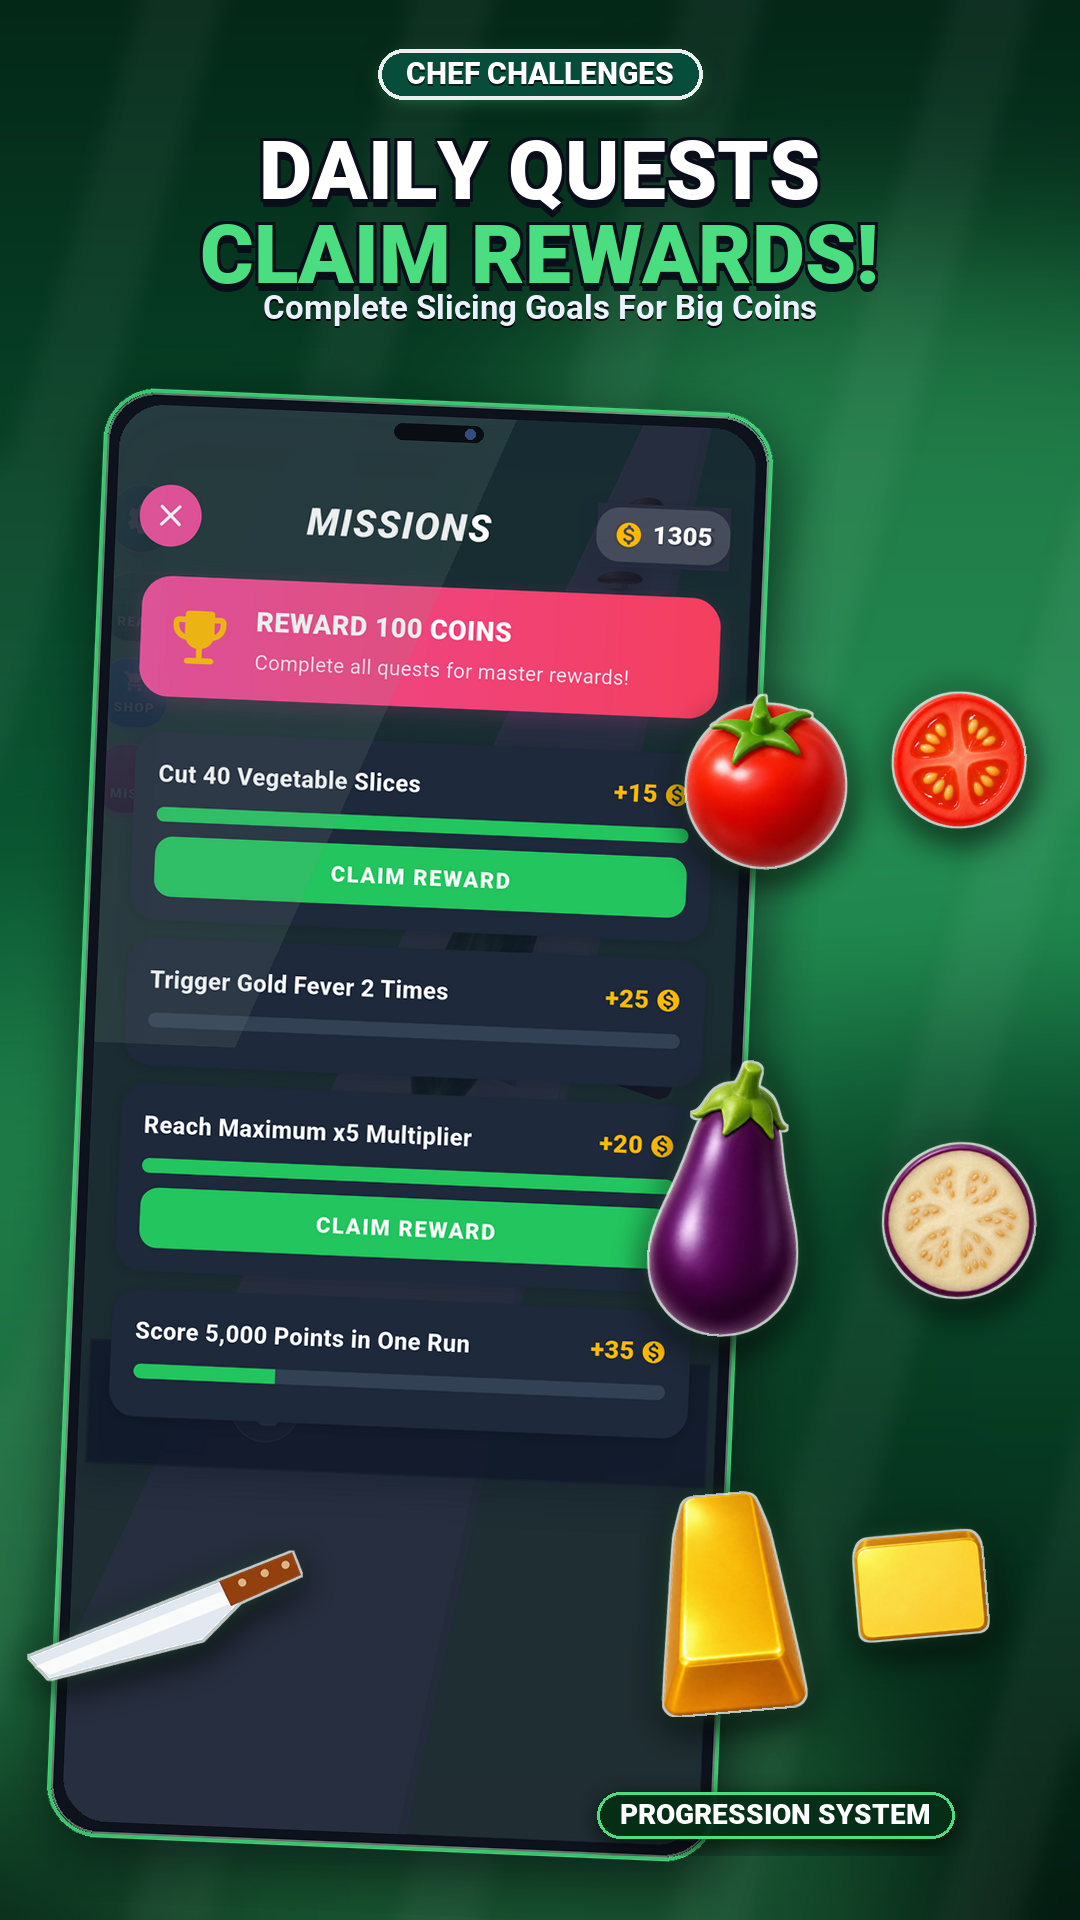 CHEF CHALLENGES
DAILY QUESTS
CLAIM REWARDS!
Complete Slicing Goals For Big Coins
MISSIONS
1305
REWARD 100 COINS
Complete all quests for master rewards!
SHOP
Cut 40 Vegetable Slices
+15
CLAIM REWARD
Trigger Gold Fever 2 Times
+25
Reach Maximum x5 Multiplier
+20
CLAIM REWARD
Score 5,000 Points in One Run
+35
PROGRESSION SYSTEM